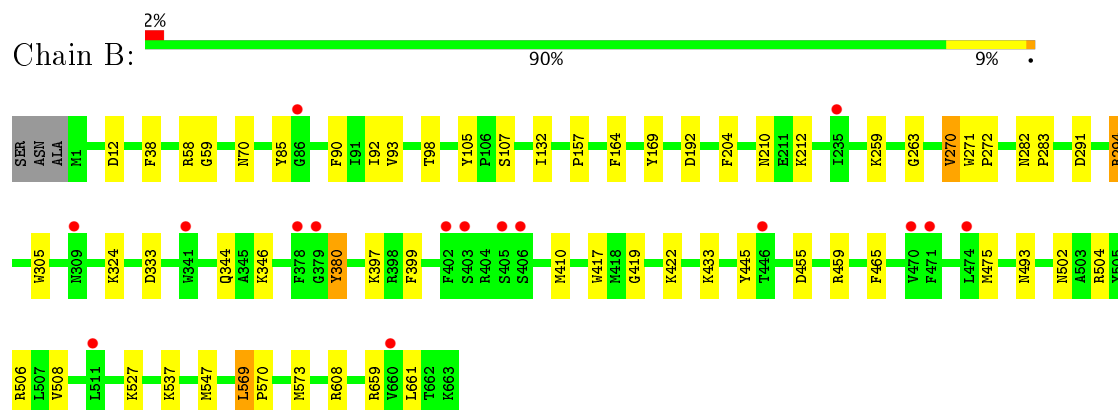 2%
Chain B:
90% 9% •
SER ASN ALA M1 D12 F38 R58 G59 N70 Y85 G86 F90 I91 I92 V93 T98 Y105 P106 S107 I132 P157 F164 Y169 D192 F204 N210 E211 K212 I235 K259 G263 V270 W271 P272 N282 P283 D291
W305 N309 K324 D333 W341 Q344 A345 K346 F378 G379 Y380 K397 R398 F399 F402 S403 R404 S405 S406 M410 W417 M418 G419 K422 K433 Y445 T446 D455 R459 F465 V470 F471 L474 M475 N493 N502 A503 R504
R506 L507 V508 L511 K527 K537 M547 L569 P570 M573 R608 R659 V660 L661 T662 K663